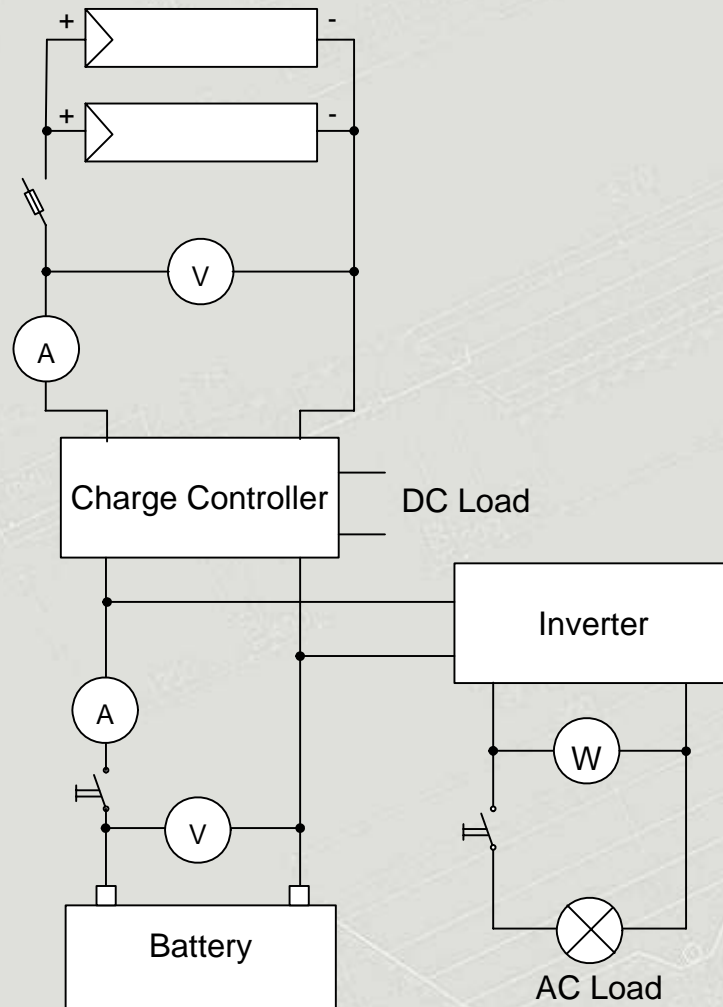 + -
+ -
V
A
Charge Controller
DC Load
Inverter
A
W
V
Battery
AC Load